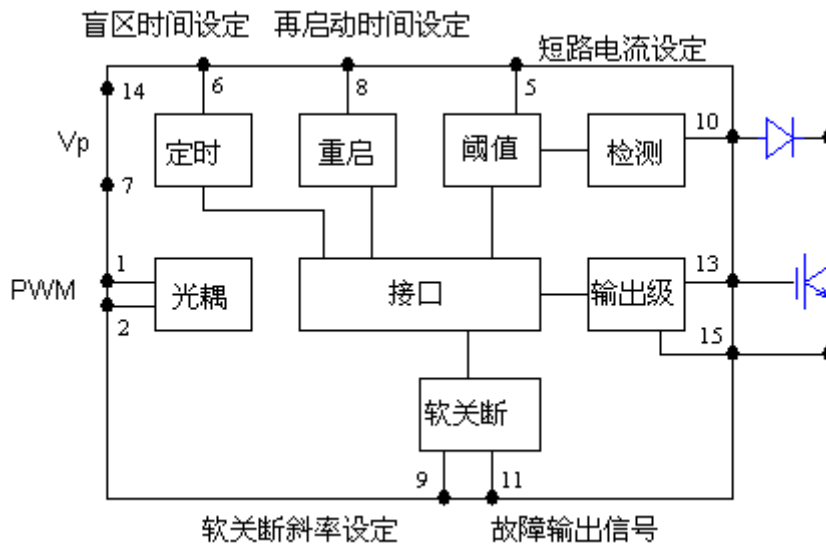 盲区时间设定 再启动时间设定
短路电流设定
14 6 8 5
10
Vp
定时 重启 阈值 检测
7
1 13
PWM 光耦 接口 输出级
2 15
软关断
9 11
软关断斜率设定 故障输出信号